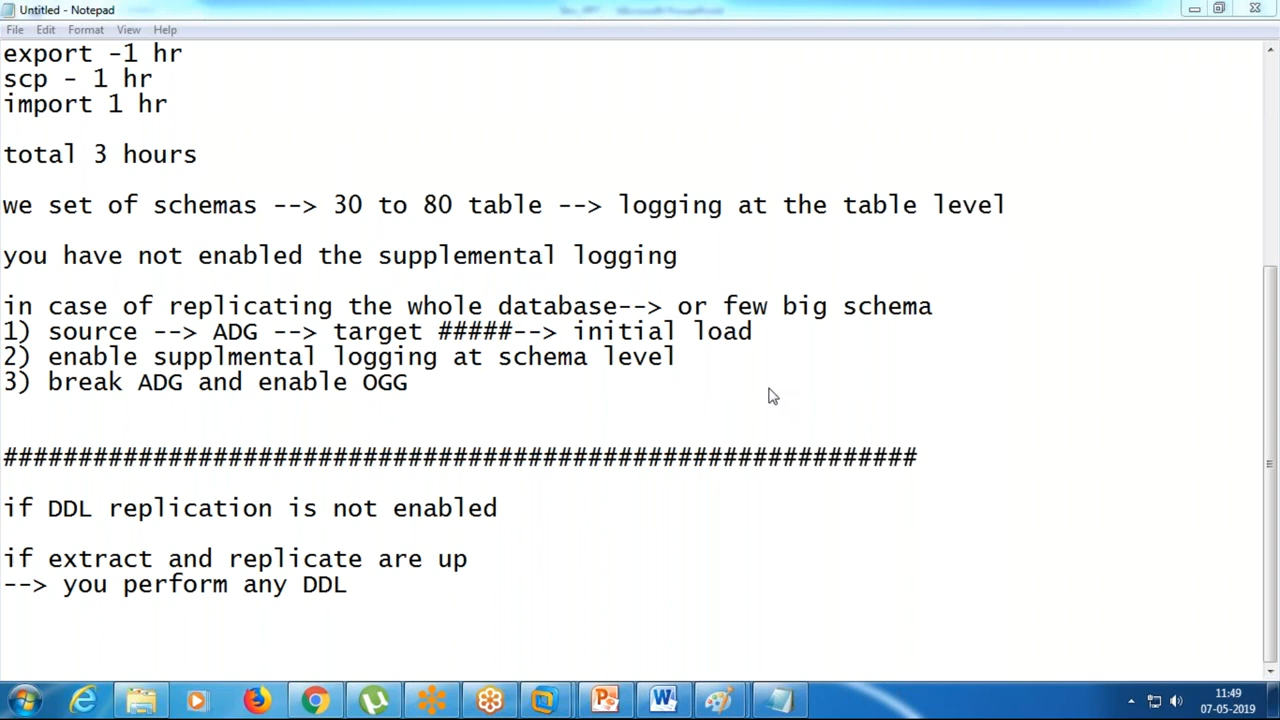 Untitled - Notepad
File Edit Format View Help
export -1 hr
scp - 1 hr
import 1 hr
total 3 hours
we set of schemas --> 30 to 80 table --> logging at the table level
you have not enabled the supplemental logging
in case of replicating the whole database--> or few big schema
1) source --> ADG --> target #####--> initial load
2) enable supplmental logging at schema level
3) break ADG and enable OGG
#############################################################
if DDL replication is not enabled
if extract and replicate are up
--> you perform any DDL
11:49
07-05-2019